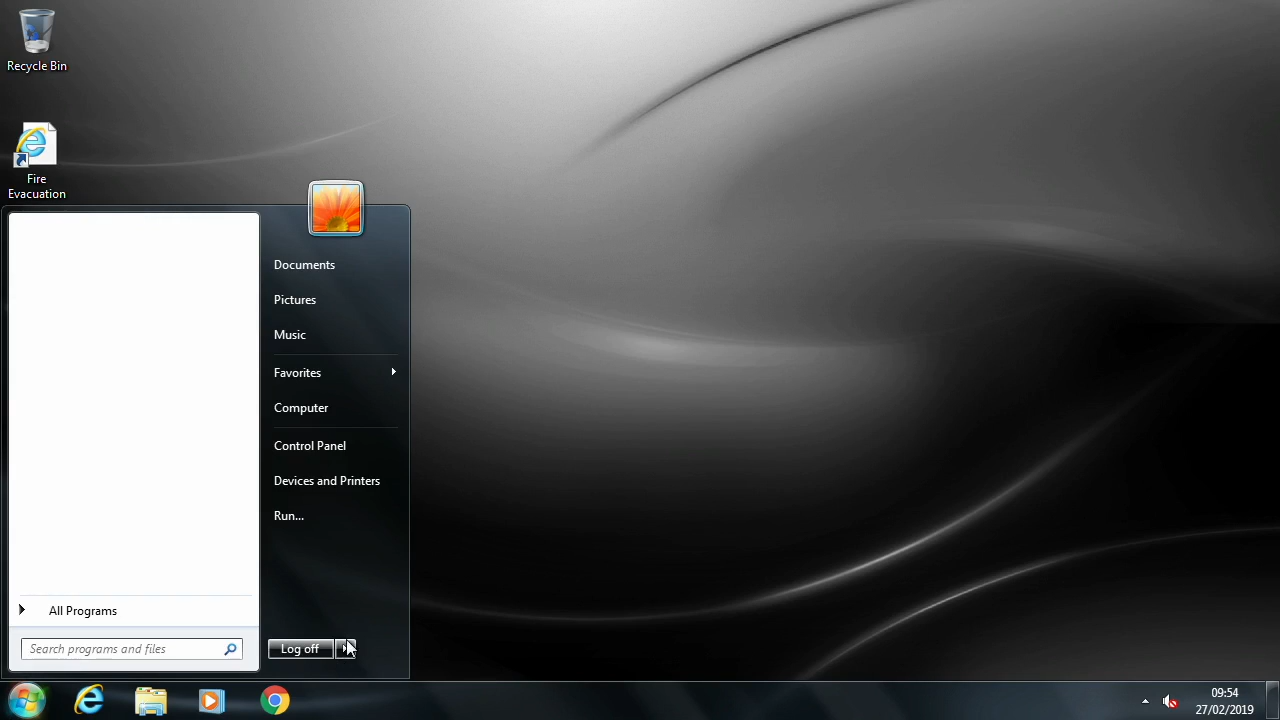 Recycle Bin
Fire
Evacuation
Documents
Pictures
Music
Favorites
Computer
Control Panel
Devices and Printers
Run...
All Programs
Search programs and files
Log off
09:54
27/02/2019